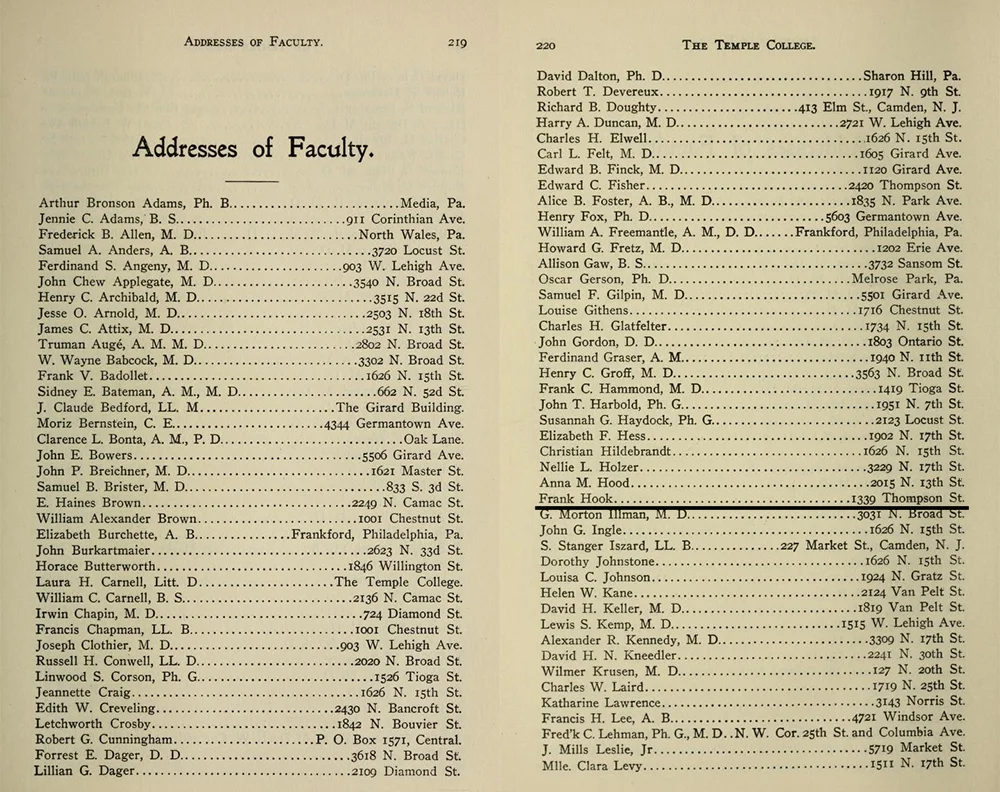 ADDRESSES OF FACULTY. 219
Addresses of Faculty.
Arthur Bronson Adams, Ph. B..............................Media, Pa.
Jennie C. Adams, B. S..............................911 Corinthian Ave.
Frederick B. Allen, M. D..............................North Wales, Pa.
Samuel A. Anders, A. B..............................3720 Locust St.
Ferdinand S. Angeny, M. D..............................903 W. Lehigh Ave.
John Chew Applegate, M. D..............................3540 N. Broad St.
Henry C. Archibald, M. D..............................3515 N. 22d St.
Jesse O. Arnold, M. D..............................2503 N. 18th St.
James C. Attix, M. D..............................2531 N. 13th St.
Truman Augé, A. M. M. D..............................2802 N. Broad St.
W. Wayne Babcock, M. D..............................3302 N. Broad St.
Frank V. Badollet..............................1626 N. 15th St.
Sidney E. Bateman, A. M., M. D..............................662 N. 52d St.
J. Claude Bedford, LL. M..............................The Girard Building.
Moriz Bernstein, C. E..............................4344 Germantown Ave.
Clarence L. Bonta, A. M., P. D..............................Oak Lane.
John E. Bowers..............................5506 Girard Ave.
John P. Breichner, M. D..............................1621 Master St.
Samuel B. Brister, M. D..............................833 S. 3d St.
E. Haines Brown..............................2249 N. Camac St.
William Alexander Brown..............................1001 Chestnut St.
Elizabeth Burchette, A. B..............................Frankford, Philadelphia, Pa.
John Burkartmaier..............................2623 N. 33d St.
Horace Butterworth..............................1846 Willington St.
Laura H. Carnell, Litt. D..............................The Temple College.
William C. Carnell, B. S..............................2136 N. Camac St.
Irwin Chapin, M. D..............................724 Diamond St.
Francis Chapman, LL. B..............................1001 Chestnut St.
Joseph Clothier, M. D..............................903 W. Lehigh Ave.
Russell H. Conwell, LL. D..............................2020 N. Broad St.
Linwood S. Corson, Ph. G..............................1526 Tioga St.
Jeannette Craig..............................1626 N. 15th St.
Edith W. Creveling..............................2430 N. Bancroft St.
Letchworth Crosby..............................1842 N. Bouvier St.
Robert G. Cunningham..............................P. O. Box 1571, Central.
Forrest E. Dager, D. D..............................3618 N. Broad St.
Lillian G. Dager..............................2109 Diamond St.
220 THE TEMPLE COLLEGE.
David Dalton, Ph. D..............................Sharon Hill, Pa.
Robert T. Devereux..............................1917 N. 9th St.
Richard B. Doughty..............................413 Elm St., Camden, N. J.
Harry A. Duncan, M. D..............................2721 W. Lehigh Ave.
Charles H. Elwell..............................1626 N. 15th St.
Carl L. Felt, M. D..............................1605 Girard Ave.
Edward B. Finck, M. D..............................1120 Girard Ave.
Edward C. Fisher..............................2420 Thompson St.
Alice B. Foster, A. B., M. D..............................1835 N. Park Ave.
Henry Fox, Ph. D..............................5603 Germantown Ave.
William A. Freemantle, A. M., D. D.......Frankford, Philadelphia, Pa.
Howard G. Fretz, M. D..............................1202 Erie Ave.
Allison Gaw, B. S..............................3732 Sansom St.
Oscar Gerson, Ph. D..............................Melrose Park, Pa.
Samuel F. Gilpin, M. D..............................5501 Girard Ave.
Louise Githens..............................1716 Chestnut St.
Charles H. Glatfelter..............................1734 N. 15th St.
John Gordon, D. D..............................1803 Ontario St.
Ferdinand Graser, A. M..............................1940 N. 11th St.
Henry C. Groff, M. D..............................3563 N. Broad St.
Frank C. Hammond, M. D..............................1419 Tioga St.
John T. Harbold, Ph. G..............................1951 N. 7th St.
Susannah G. Haydock, Ph. G..............................2123 Locust St.
Elizabeth F. Hess..............................1902 N. 17th St.
Christian Hildebrandt..............................1626 N. 15th St.
Nellie L. Holzer..............................3229 N. 17th St.
Anna M. Hood..............................2015 N. 13th St.
Frank Hook..............................1339 Thompson St.
G. Morton Illman, M. D..............................3031 N. Broad St.
John G. Ingle..............................1626 N. 15th St.
S. Stanger Iszard, LL. B............227 Market St., Camden, N. J.
Dorothy Johnstone..............................1626 N. 15th St.
Louisa C. Johnson..............................1924 N. Gratz St.
Helen W. Kane..............................2124 Van Pelt St.
David H. Keller, M. D..............................1819 Van Pelt St.
Lewis S. Kemp, M. D..............................1515 W. Lehigh Ave.
Alexander R. Kennedy, M. D..............................3309 N. 17th St.
David H. N. Kneedler..............................2241 N. 30th St.
Wilmer Krusen, M. D..............................127 N. 20th St.
Charles W. Laird..............................1719 N. 25th St.
Katharine Lawrence..............................3143 Norris St.
Francis H. Lee, A. B..............................4721 Windsor Ave.
Fred'k C. Lehman, Ph. G., M. D..N. W. Cor. 25th St. and Columbia Ave.
J. Mills Leslie, Jr..............................5719 Market St.
Mlle. Clara Levy..............................1511 N. 17th St.